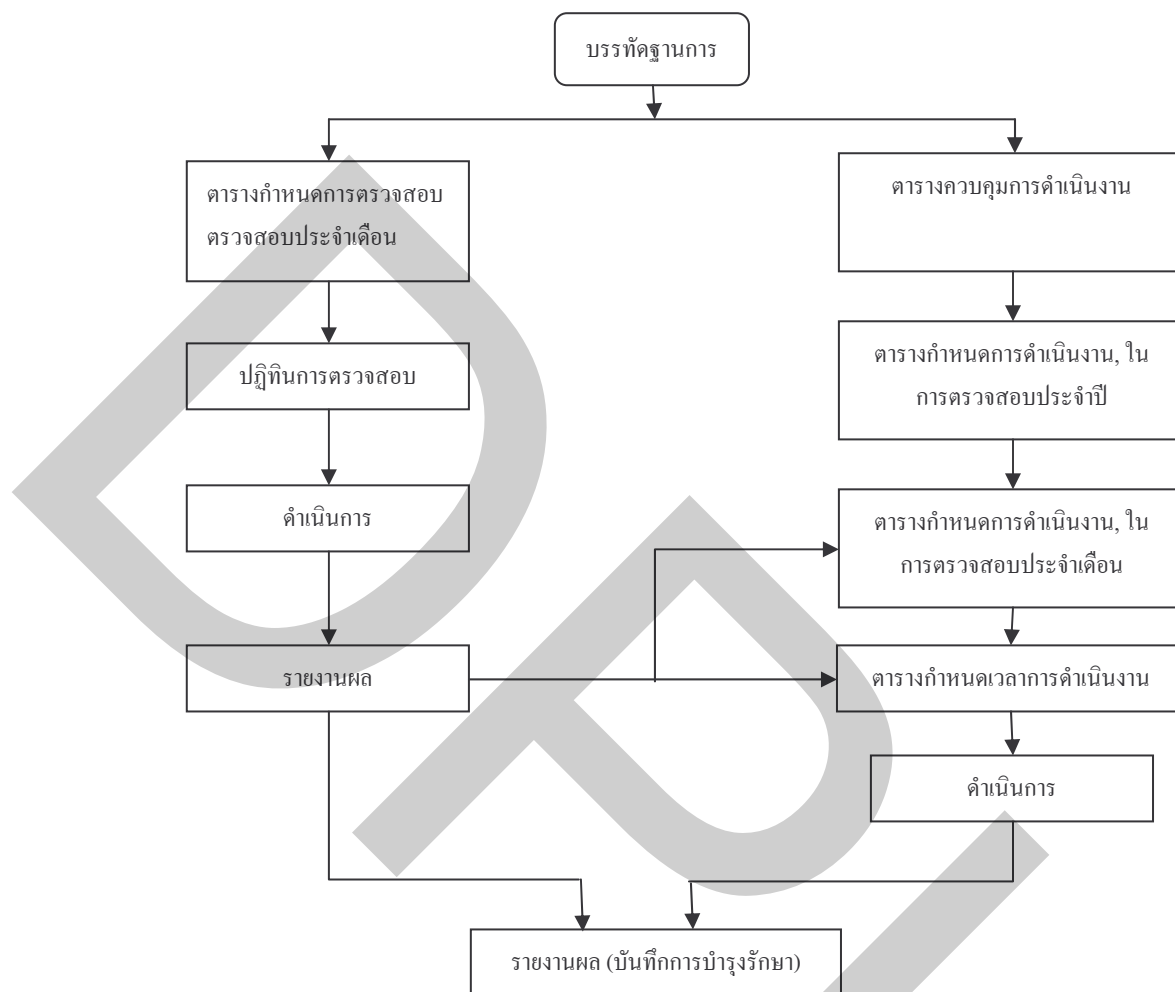 บรรทัดฐานการ
ตารางกำหนดการตรวจสอบ
ตรวจสอบประจำเดือน
ปฏิทินการตรวจสอบ
ดำเนินการ
รายงานผล
ตารางควบคุมการดำเนินงาน
ตารางกำหนดการดำเนินงาน, ใน
การตรวจสอบประจำปี
ตารางกำหนดการดำเนินงาน, ใน
การตรวจสอบประจำเดือน
ตารางกำหนดเวลาการดำเนินงาน
ดำเนินการ
รายงานผล (บันทึกการบำรุงรักษา)